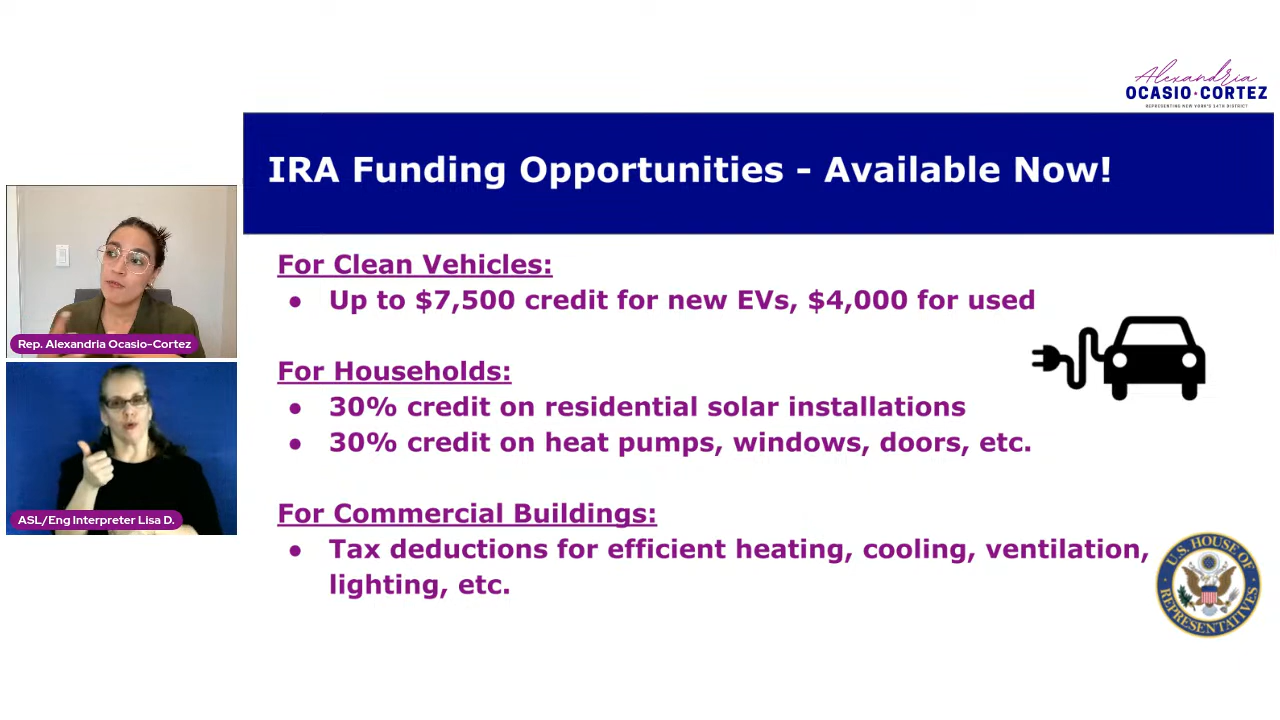 Alexandria
OCASIO-CORTEZ
REPRESENTING NEW YORK'S 14TH DISTRICT
IRA Funding Opportunities - Available Now!
For Clean Vehicles:
● Up to $7,500 credit for new EVs, $4,000 for used
For Households:
● 30% credit on residential solar installations
● 30% credit on heat pumps, windows, doors, etc.
For Commercial Buildings:
● Tax deductions for efficient heating, cooling, ventilation,
lighting, etc.
Rep. Alexandria Ocasio-Cortez
ASL/Eng Interpreter Lisa D.
U.S. HOUSE OF
REPRESENTATIVES